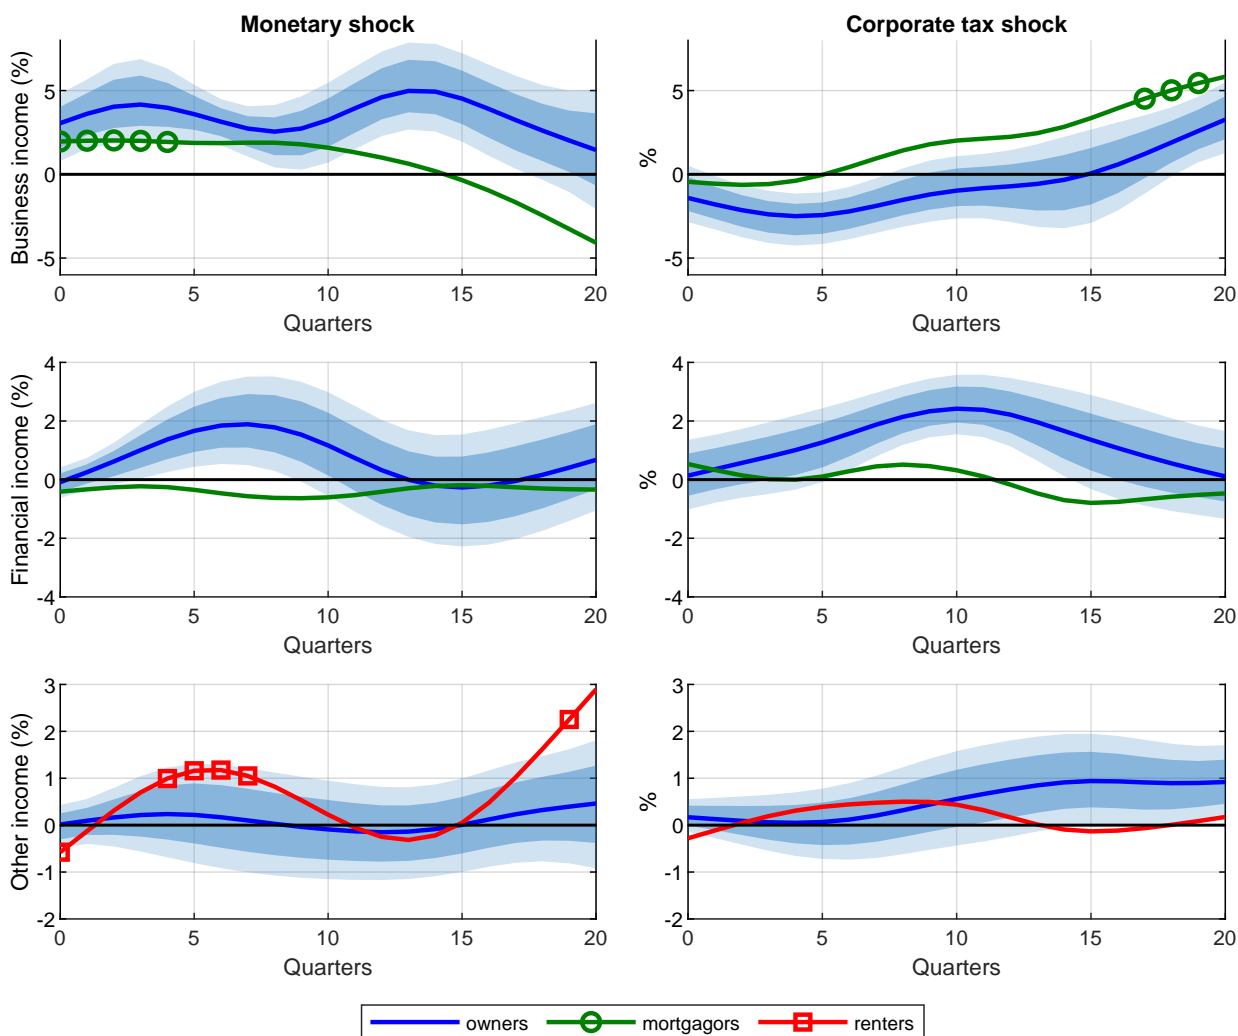 Monetary shock
Corporate tax shock
Business income (%)
5
0
-5
0 5 10 15 20
Quarters
%
5
0
-5
0 5 10 15 20
Quarters
Financial income (%)
4
2
0
-2
-4
0 5 10 15 20
Quarters
%
4
2
0
-2
-4
0 5 10 15 20
Quarters
Other income (%)
3
2
1
0
-1
-2
0 5 10 15 20
Quarters
%
3
2
1
0
-1
-2
0 5 10 15 20
Quarters
owners mortgagors renters